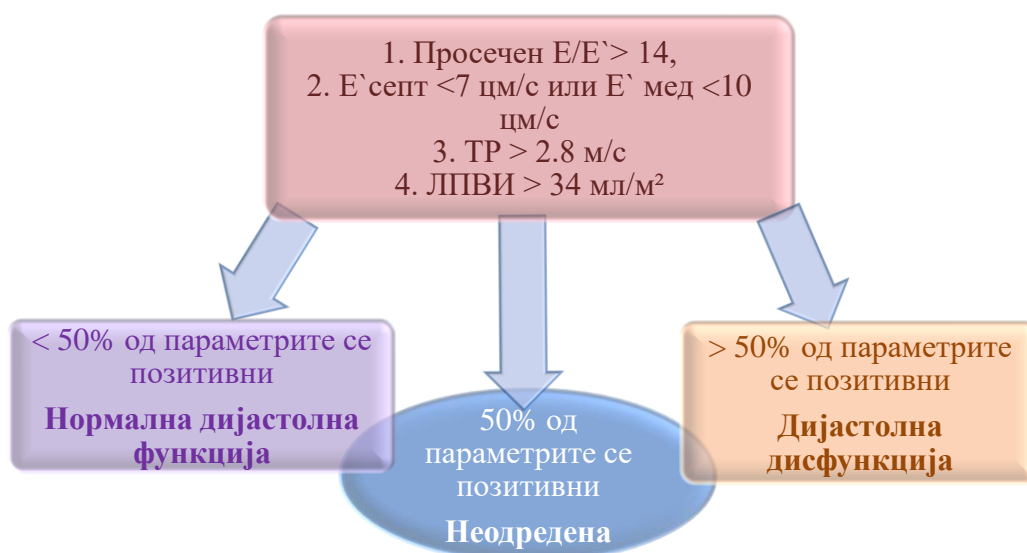 1. Просечен Е/Е`> 14,
2. Е`септ <7 цм/с или Е` мед <10
цм/с
3. ТР > 2.8 м/с
4. ЛПВИ > 34 мл/м²
< 50% од параметрите се
позитивни
Нормална дијастолна
функција
50% од
параметрите се
позитивни
Неодредена
> 50% од параметрите
се позитивни
Дијастолна
дисфункција